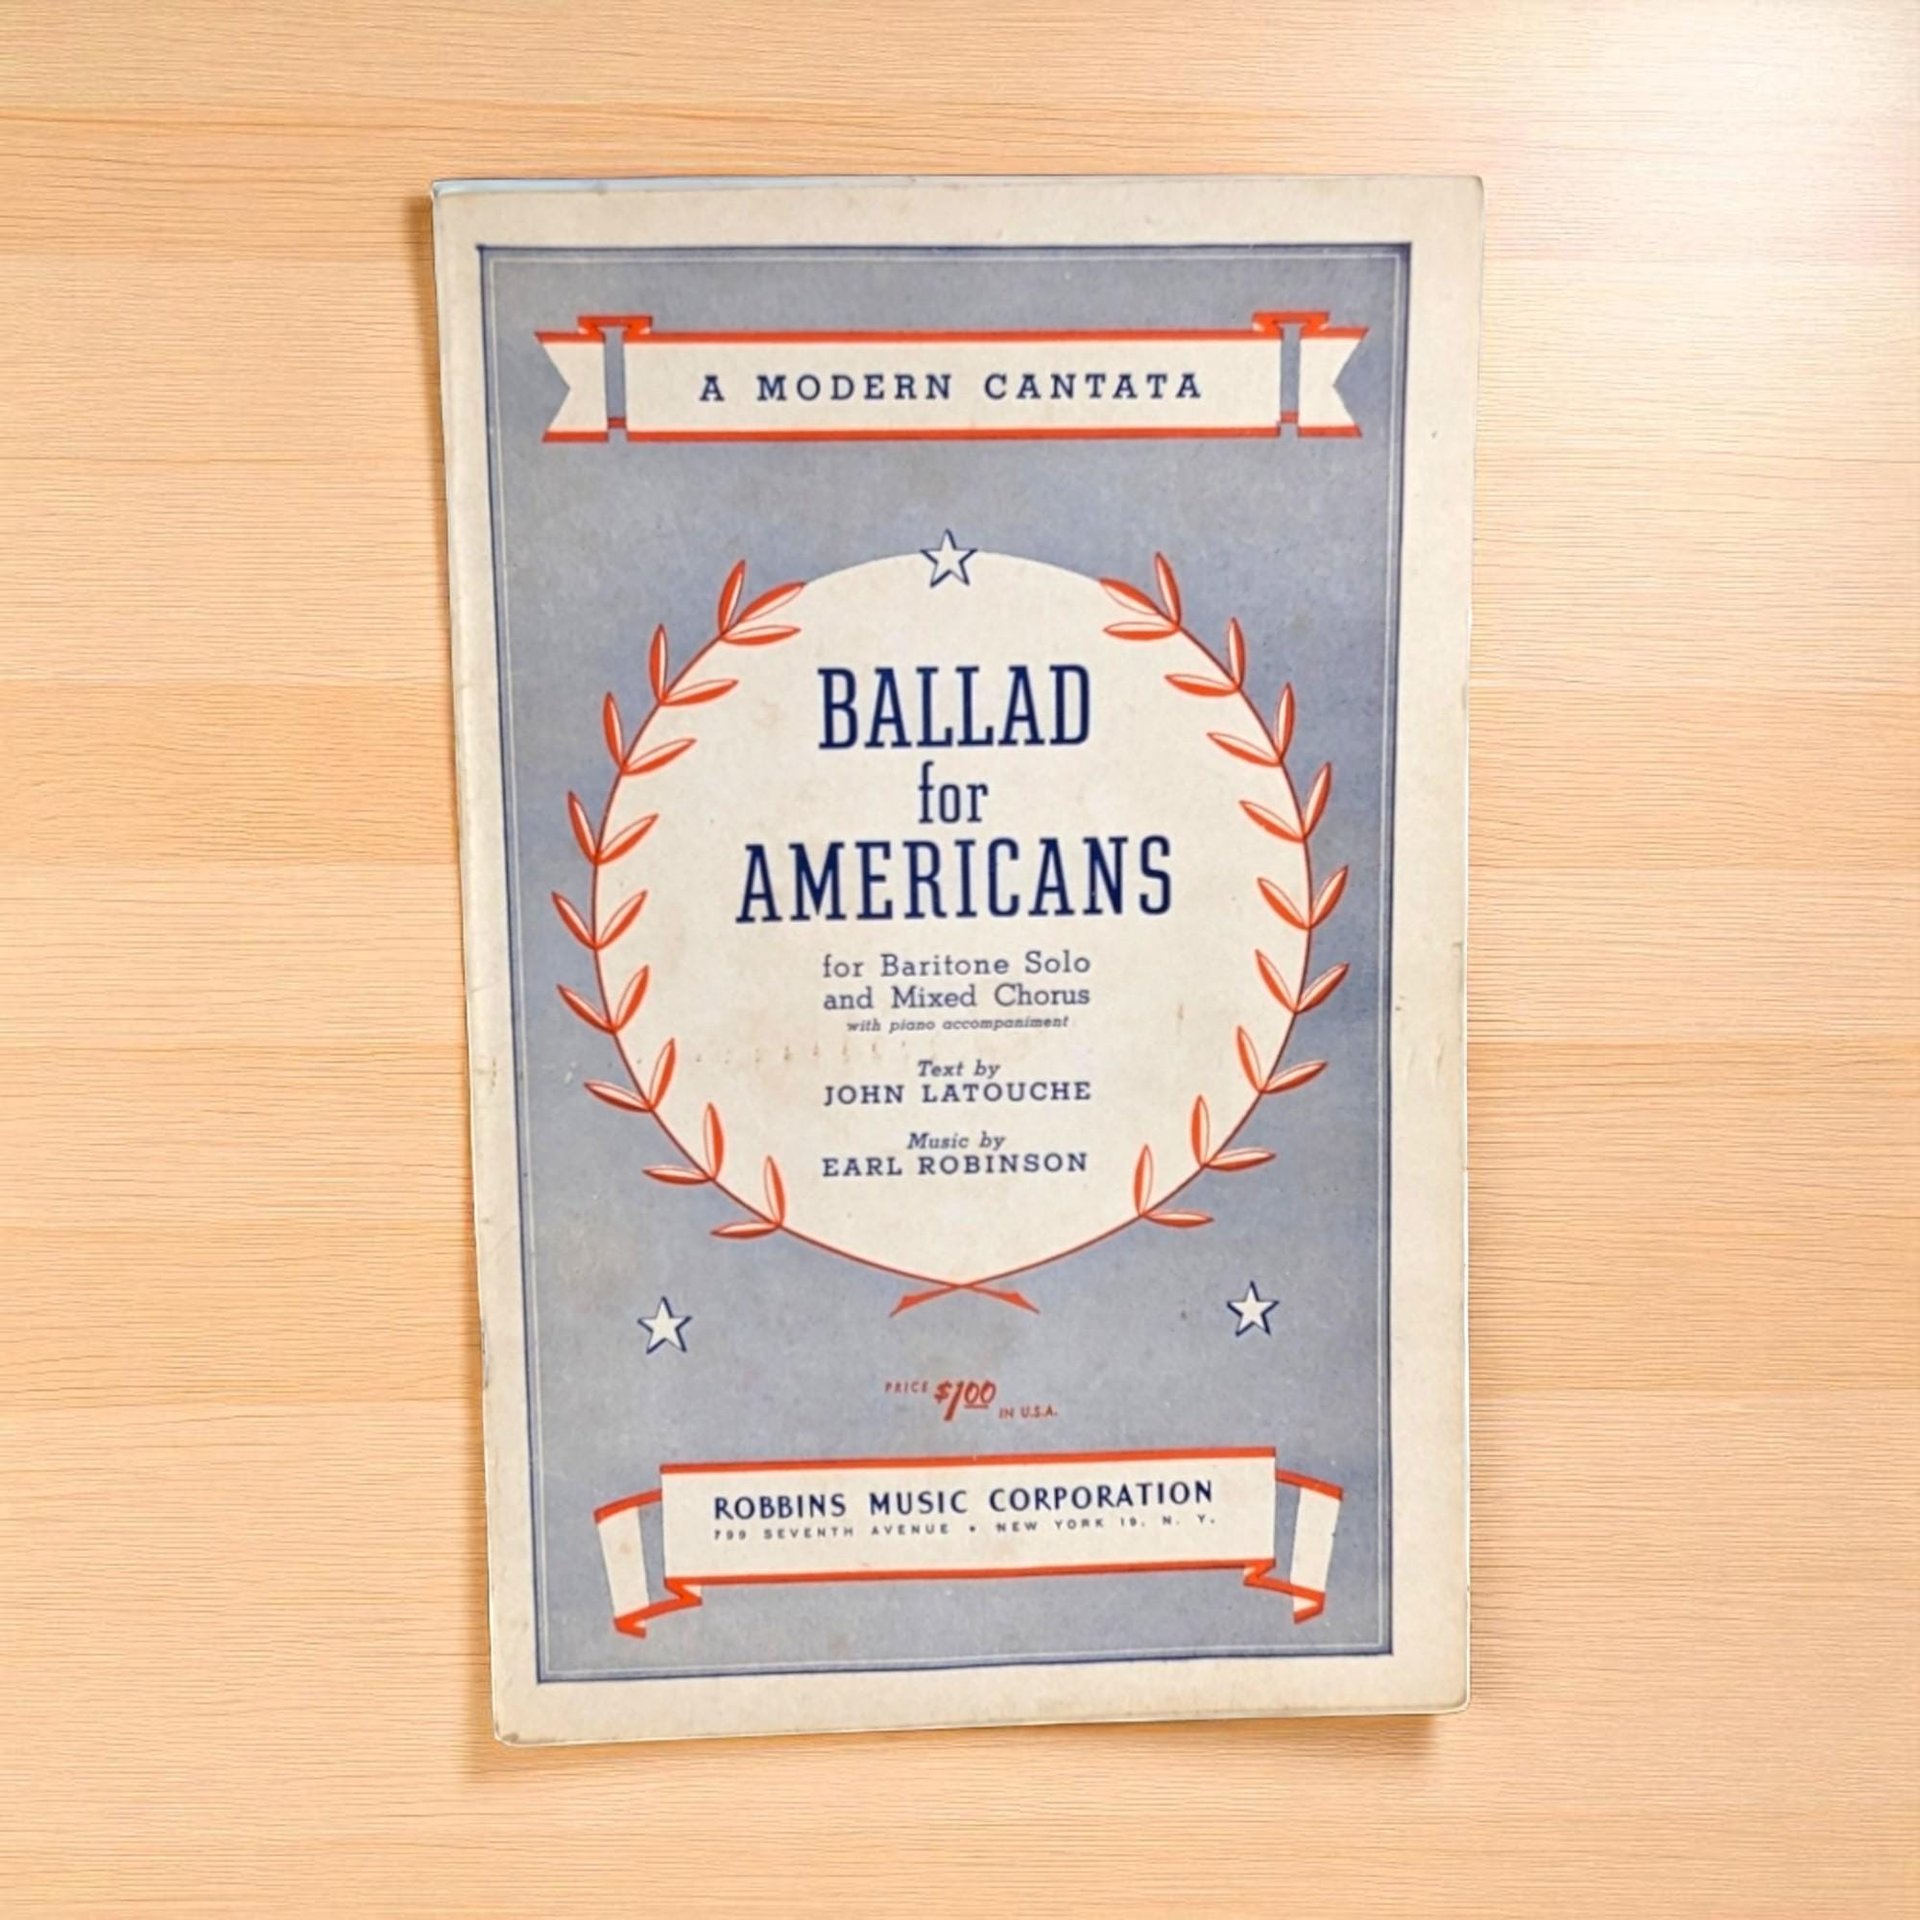 A MODERN CANTATA
BALLAD
for
AMERICANS
for Baritone Solo
and Mixed Chorus
with piano accompaniment
Text by
JOHN LATOUCHE
Music by
EARL ROBINSON
PRICE $1.00 IN U.S.A.
ROBBINS MUSIC CORPORATION
799 SEVENTH AVENUE • NEW YORK 19, N. Y.